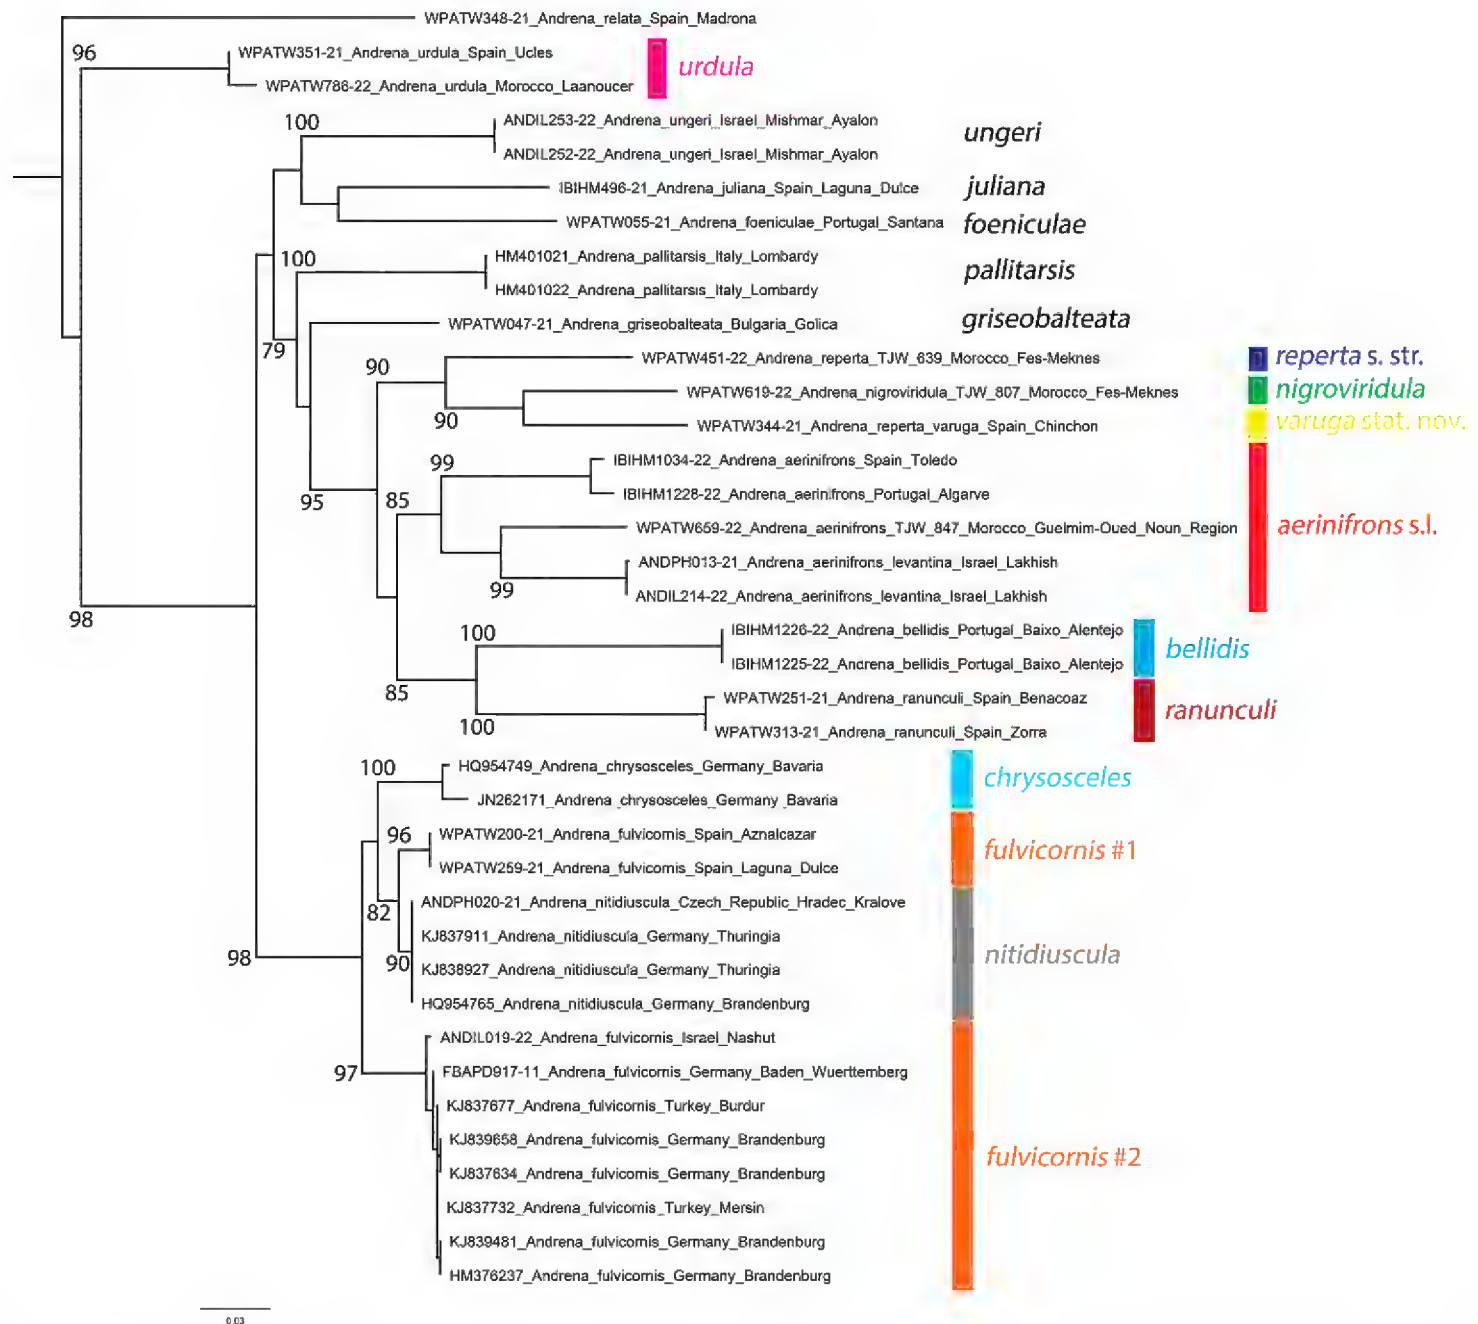 WPATW348-21_Andrena_relata_Spain_Madrona
96
WPATW351-21_Andrena_urdula_Spain_Ucles
urdula
WPATW786-22_Andrena_urdula_Morocco_Laanoucer
100
ANDIL253-22_Andrena_ungeri_Israel_Mishmar_Ayalon
ungeri
ANDIL252-22_Andrena_ungeri_Israel_Mishmar_Ayalon
IBIHM496-21_Andrena_juliana_Spain_Laguna_Dulce
juliana
WPATW055-21_Andrena_foeniculae_Portugal_Santana
foeniculae
100
HM401021_Andrena_pallitarsis_Italy_Lombardy
pallitarsis
HM401022_Andrena_pallitarsis_Italy_Lombardy
WPATW047-21_Andrena_griseobalteata_Bulgaria_Golica
griseobalteata
79
90
WPATW451-22_Andrena_reperta_TJW_639_Morocco_Fes-Meknes
reperta s. str.
WPATW619-22_Andrena_nigroviridula_TJW_807_Morocco_Fes-Meknes
nigroviridula
90
WPATW344-21_Andrena_reperta_varuga_Spain_Chinchon
varuga stat. nov.
99
IBIHM1034-22_Andrena_aerinifrons_Spain_Toledo
95
85
IBIHM1228-22_Andrena_aerinifrons_Portugal_Algarve
WPATW659-22_Andrena_aerinifrons_TJW_847_Morocco_Guelmim-Oued_Noun_Region
aerinifrons s.l.
ANDPH013-21_Andrena_aerinifrons_levantina_Israel_Lakhish
99
ANDIL214-22_Andrena_aerinifrons_levantina_Israel_Lakhish
98
100
IBIHM1226-22_Andrena_bellidis_Portugal_Baixo_Alentejo
bellidis
IBIHM1225-22_Andrena_bellidis_Portugal_Baixo_Alentejo
85
WPATW251-21_Andrena_ranunculi_Spain_Benacoaz
ranunculi
100
WPATW313-21_Andrena_ranunculi_Spain_Zorra
100
HQ954749_Andrena_chrysosceles_Germany_Bavaria
chrysosceles
JN262171_Andrena_chrysosceles_Germany_Bavaria
96
WPATW200-21_Andrena_fulvicornis_Spain_Aznalcazar
fulvicornis #1
WPATW259-21_Andrena_fulvicornis_Spain_Laguna_Dulce
82
ANDPH020-21_Andrena_nitidiuscula_Czech_Republic_Hradec_Kralove
KJ837911_Andrena_nitidiuscula_Germany_Thuringia
98
nitidiuscula
90
KJ838927_Andrena_nitidiuscula_Germany_Thuringia
HQ954765_Andrena_nitidiuscula_Germany_Brandenburg
ANDIL019-22_Andrena_fulvicornis_Israel_Nashut
97
FBAPD917-11_Andrena_fulvicornis_Germany_Baden_Wuerttemberg
KJ837677_Andrena_fulvicornis_Turkey_Burdur
KJ839658_Andrena_fulvicornis_Germany_Brandenburg
fulvicornis #2
KJ837634_Andrena_fulvicornis_Germany_Brandenburg
KJ837732_Andrena_fulvicornis_Turkey_Mersin
KJ839481_Andrena_fulvicornis_Germany_Brandenburg
HM376237_Andrena_fulvicornis_Germany_Brandenburg
0.03